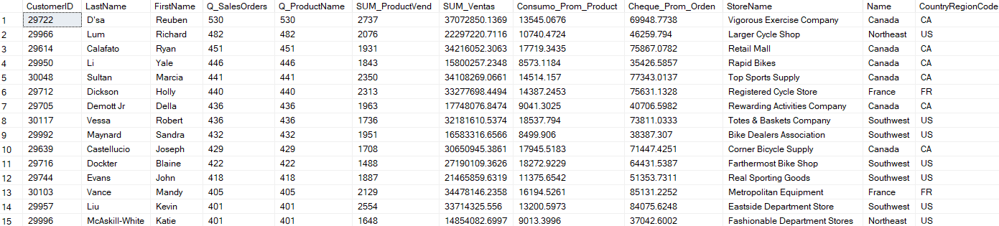 CustomerID LastName FirstName Q_SalesOrders Q_ProductName SUM_ProductVend SUM_Ventas Consumo_Prom_Product Cheque_Prom_Orden StoreName Name CountryRegionCode
1 29722 D'sa Reuben 530 530 2737 37072850.1369 13545.0676 69948.7738 Vigorous Exercise Company Canada CA
2 29966 Lum Richard 482 482 2076 22297220.7116 10740.4724 46259.794 Larger Cycle Shop Northeast US
3 29614 Calafato Ryan 451 451 1931 34216052.3063 17719.3435 75867.0782 Retail Mall Canada CA
4 29950 Li Yale 446 446 1843 15800257.2348 8573.1184 35426.5857 Rapid Bikes Canada CA
5 30048 Sultan Marcia 441 441 2350 34108269.0661 14514.157 77343.0137 Top Sports Supply Canada CA
6 29712 Dickson Holly 440 440 2313 33277698.4494 14387.2453 75631.1328 Registered Cycle Store France FR
7 29705 Demott Jr Della 436 436 1963 17748076.8474 9041.3025 40706.5982 Rewarding Activities Company Canada CA
8 30117 Vessa Robert 436 436 1736 32181610.5374 18537.794 73811.0333 Totes & Baskets Company Southwest US
9 29992 Maynard Sandra 432 432 1951 16583316.6566 8499.906 38387.307 Bike Dealers Association Southwest US
10 29639 Castellucio Joseph 429 429 1708 30650945.3861 17945.5183 71447.4251 Corner Bicycle Supply Canada CA
11 29716 Dockter Blaine 422 422 1488 27190109.3626 18272.9229 64431.5387 Farthermost Bike Shop Southwest US
12 29744 Evans John 418 418 1887 21465859.6319 11375.6542 51353.7311 Real Sporting Goods Southwest US
13 30103 Vance Mandy 405 405 2129 34478146.2358 16194.5261 85131.2252 Metropolitan Equipment France FR
14 29957 Liu Kevin 401 401 2554 33714325.556 13200.5973 84075.6248 Eastside Department Store Southwest US
15 29996 McAskill-White Katie 401 401 1648 14854082.6997 9013.3996 37042.6002 Fashionable Department Stores Northeast US